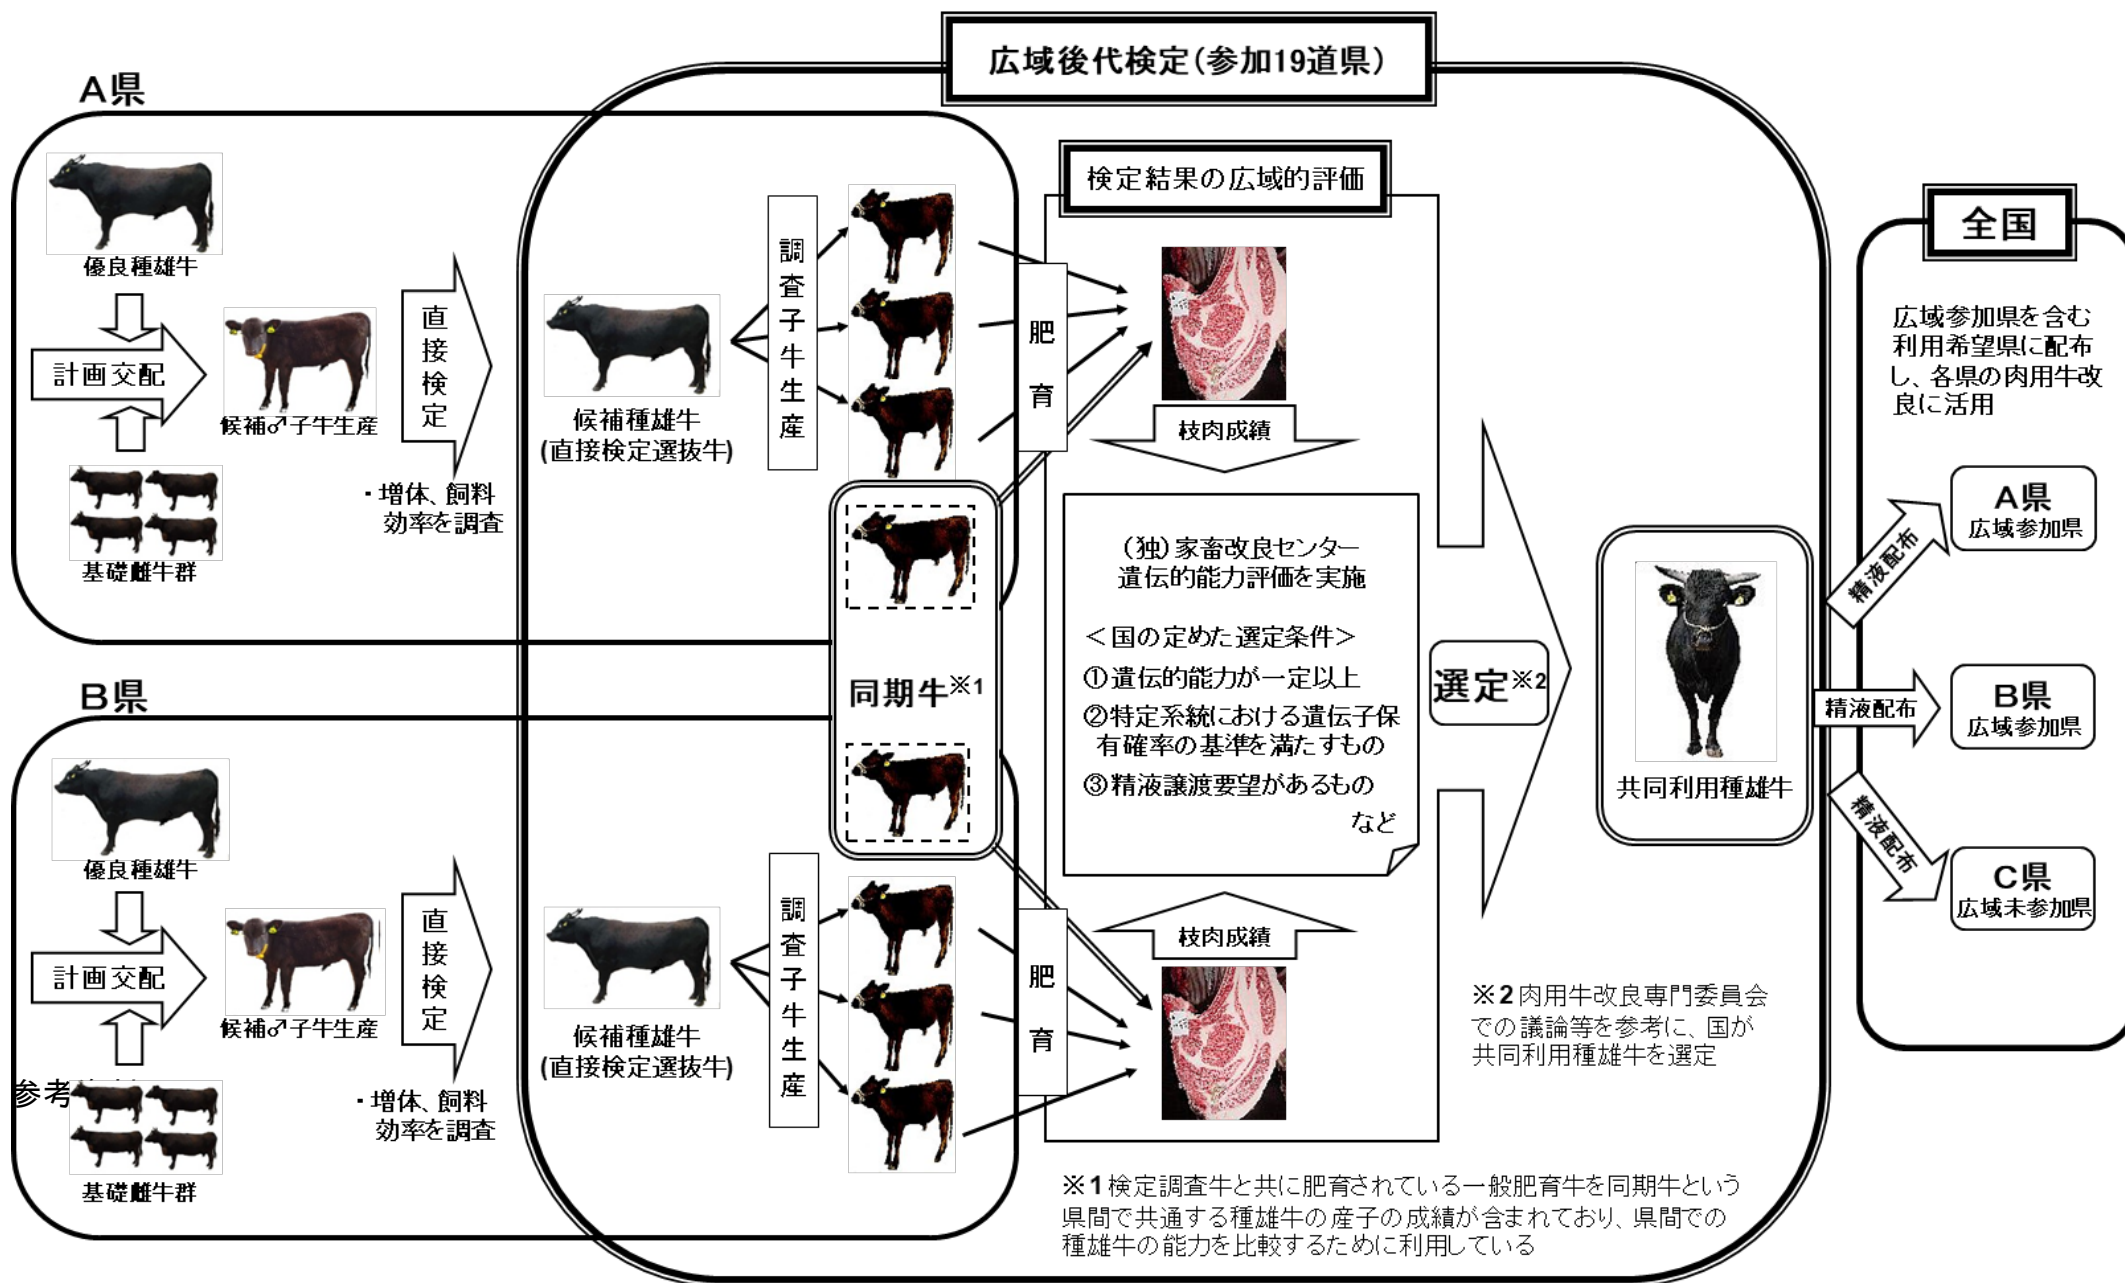 広域後代検定(参加19道県)
A県
優良種雄牛
計画交配
候補♂子牛生産
基礎雌牛群
直接検定
・増体、飼料
効率を調査
候補種雄牛
(直接検定選抜牛)
調査子牛生産
肥育
検定結果の広域的評価
枝肉成績
同期牛※1
(独)家畜改良センター
遺伝的能力評価を実施
<国の定めた選定条件>
①遺伝的能力が一定以上
②特定系統における遺伝子保
有確率の基準を満たすもの
③精液譲渡要望があるもの
など
選定※2
共同利用種雄牛
B県
優良種雄牛
計画交配
候補♂子牛生産
参考
基礎雌牛群
直接検定
・増体、飼料
効率を調査
候補種雄牛
(直接検定選抜牛)
調査子牛生産
肥育
枝肉成績
※2肉用牛改良専門委員会
での議論等を参考に、国が
共同利用種雄牛を選定
※1検定調査牛と共に肥育されている一般肥育牛を同期牛という
県間で共通する種雄牛の産子の成績が含まれており、県間での
種雄牛の能力を比較するために利用している
全国
広域参加県を含む
利用希望県に配布
し、各県の肉用牛改
良に活用
精液配布
A県
広域参加県
精液配布
B県
広域参加県
精液配布
C県
広域未参加県